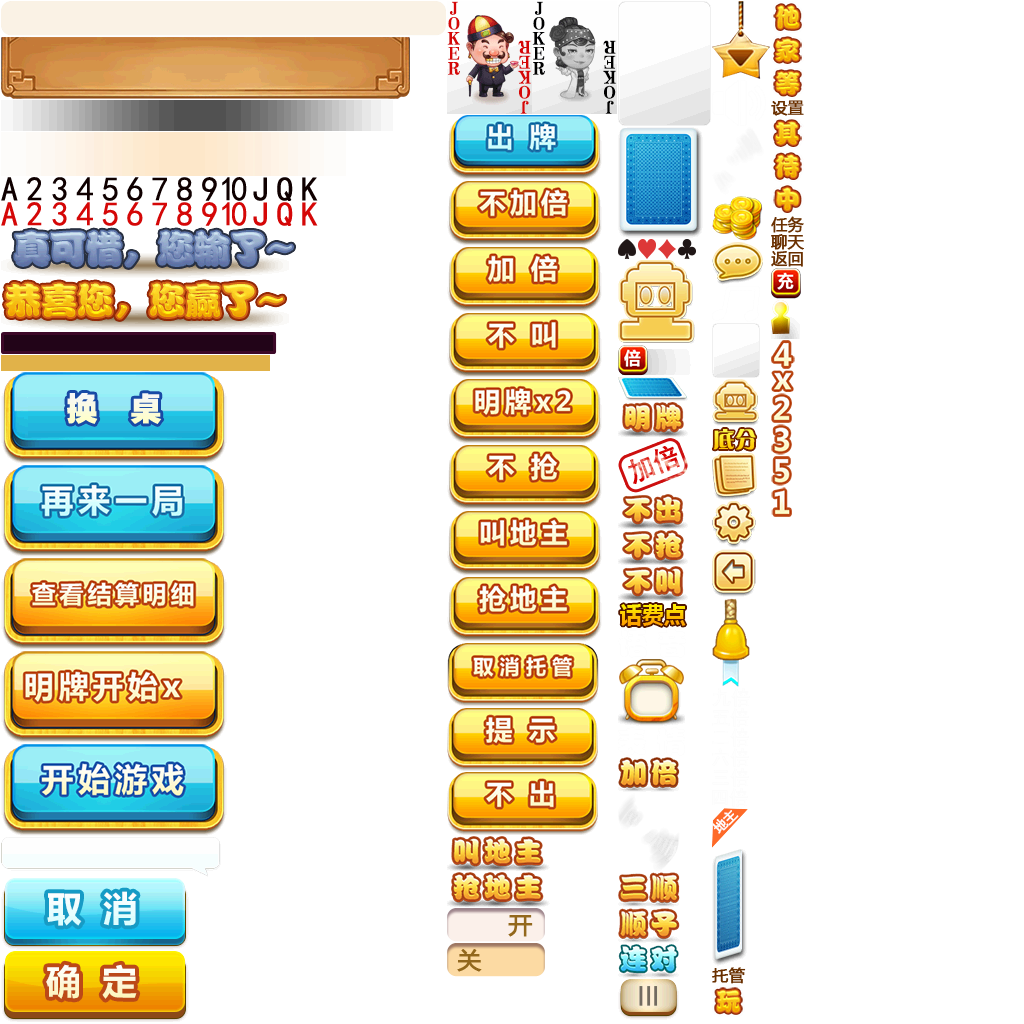 A 2 3 4 5 6 7 8 9 10 J Q K
A 2 3 4 5 6 7 8 9 10 J Q K
真可惜，您输了~
恭喜您，您赢了~
换 桌
再来一局
查看结算明细
明牌开始x
开始游戏
取 消
确 定
JOKER
JOKER
JOKER
JOKER
出 牌
不加倍
加 倍
不 叫
明牌x2
不 抢
叫地主
抢地主
取消托管
提 示
不 出
叫地主
抢地主
开
关
倍
明牌
加倍
不出
不抢
不叫
话费点
加倍
三顺
顺子
连对
底分
地主
托管
玩
他
家
等
设置
其
待
中
任务
聊天
返回
充
4
x
2
3
5
1